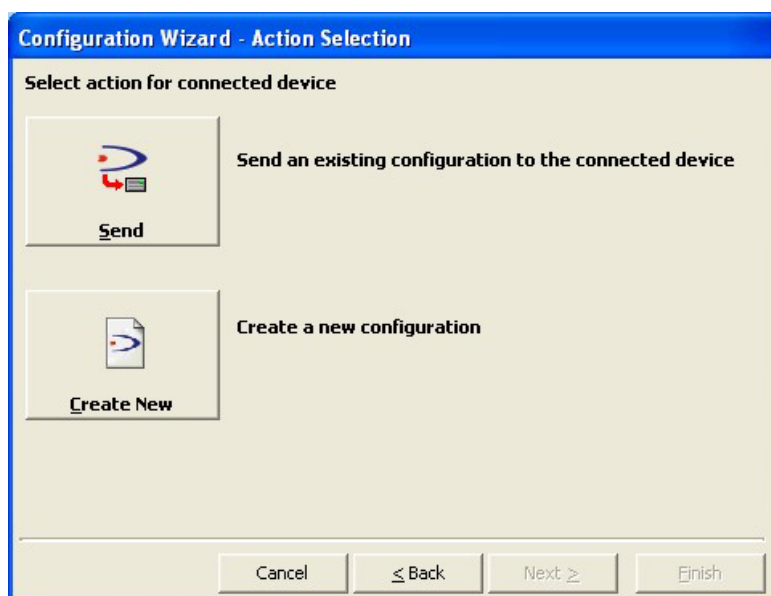 Configuration Wizard - Action Selection
Select action for connected device
Send an existing configuration to the connected device
Send
Create a new configuration
Create New
Cancel
< Back
Next >
Finish